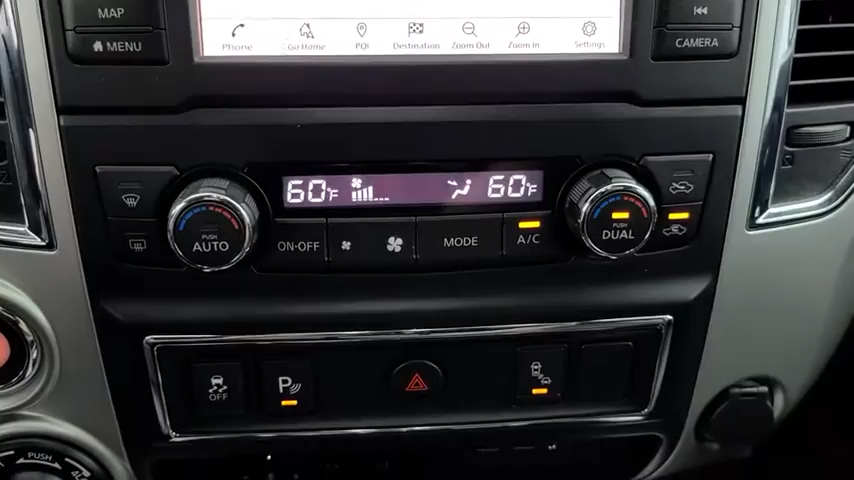 MAP
MENU
Phone Go Home POI Destination Zoom Out Zoom In Settings
CAMERA
60°F 60°F
PUSH
AUTO
ON·OFF
MODE
A/C
PUSH
DUAL
OFF
P
PUSH